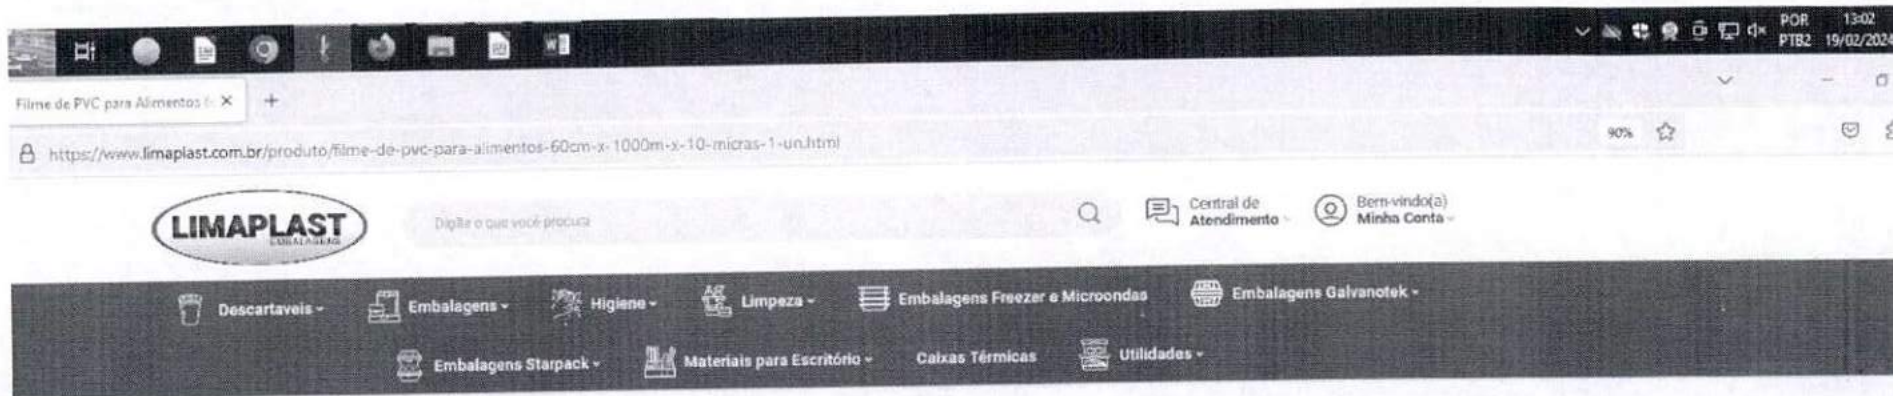 POR 13:02
PTB2 19/02/2024
Filme de PVC para Alimentos
https://www.limaplast.com.br/produto/filme-de-pvc-para-alimentos-60cm-x-1000m-x-10-micras-1-un.html
90%
LIMAPLAST
EMBALAGENS
Digite o que você procura
Central de
Atendimento
Bem-vindo(a)
Minha Conta
Descartaveis
Embalagens
Higiene
Limpeza
Embalagens Freezer e Microondas
Embalagens Galvanotek
Embalagens Starpack
Materiais para Escritório
Caixas Térmicas
Utilidades